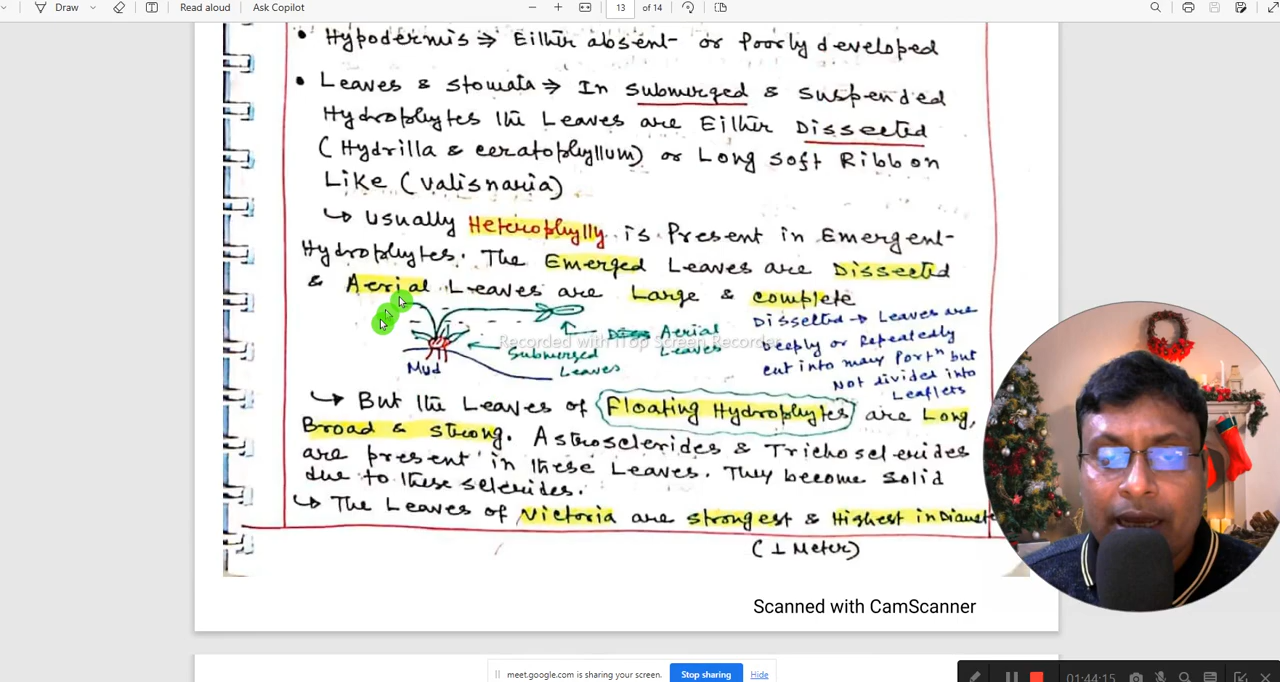 Draw
Read aloud
Ask Copilot
13 of 14
• Hypodermis ⇒ Either absent or Poorly developed
• Leaves & stomata ⇒ In submerged & suspended
Hydrophytes the Leaves are Either Dissected
(Hydrilla & ceratophyllum) or Long soft Ribbon
Like (valisnaria)
↳ usually Heterophylly is Present in Emergent
Hydrophytes. The Emerged Leaves are Dissected
& Aerial Leaves are Large & complete
Aerial
Leaves
Submerged
Leaves
Mud
Dissected → Leaves are
Deeply or Repeatedly
cut into many Portn but
Not divided into
Leaflets
Recorded with iTop Screen Recorder
↳ But the Leaves of Floating Hydrophytes are Long,
Broad & strong. Astrosclerides & Trichosclerides
are present in these Leaves. They become solid
due to these sclerides.
↳ The Leaves of Victoria are strongest & Highest in
(1 Meter)
Scanned with CamScanner
meet.google.com is sharing your screen.
Stop sharing
Hide
01:44:15